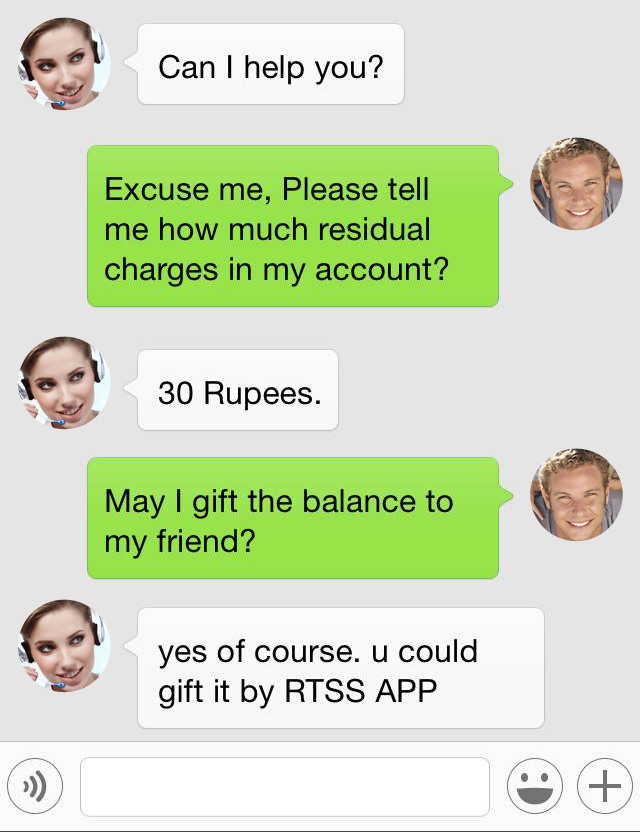 Can I help you?
Excuse me, Please tell
me how much residual
charges in my account?
30 Rupees.
May I gift the balance to
my friend?
yes of course. u could
gift it by RTSS APP